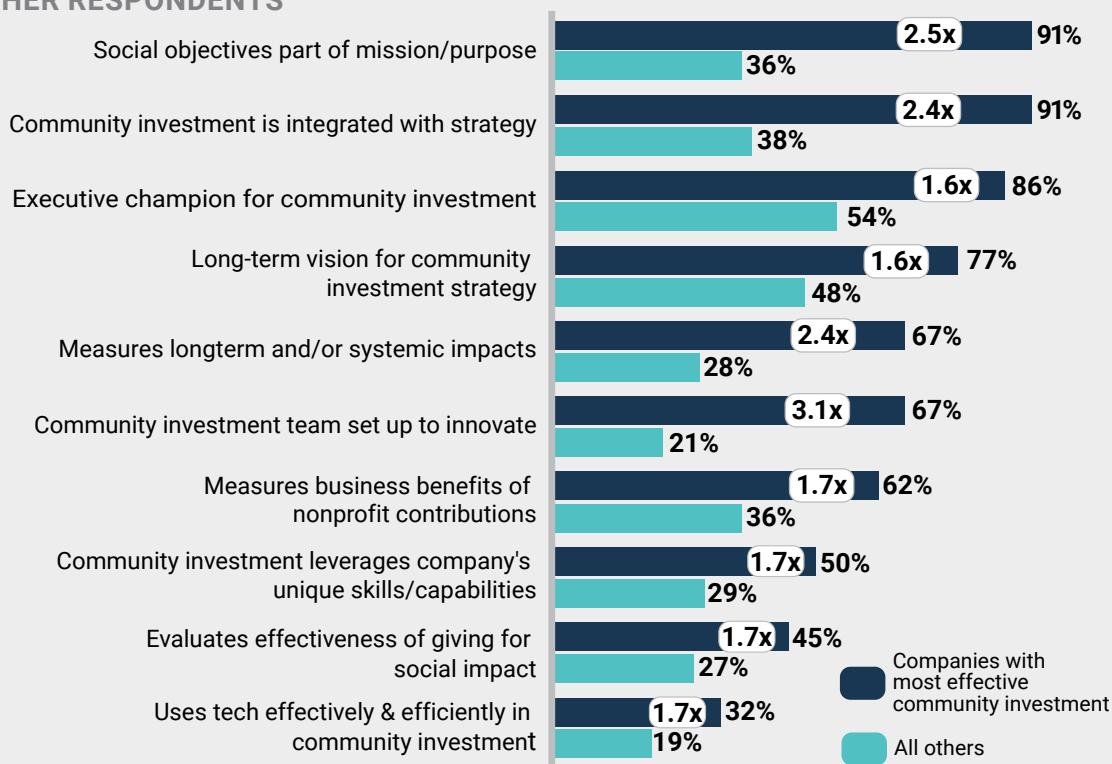 HER RESPONDENTS
Social objectives part of mission/purpose
2.5x
91%
36%
Community investment is integrated with strategy
2.4x
91%
38%
Executive champion for community investment
1.6x
86%
54%
Long-term vision for community
investment strategy
1.6x
77%
48%
Measures longterm and/or systemic impacts
2.4x
67%
28%
Community investment team set up to innovate
3.1x
67%
21%
Measures business benefits of
nonprofit contributions
1.7x
62%
36%
Community investment leverages company's
unique skills/capabilities
1.7x
50%
29%
Evaluates effectiveness of giving for
social impact
1.7x
45%
27%
Uses tech effectively & efficiently in
community investment
1.7x
32%
19%
Companies with
most effective
community investment
All others